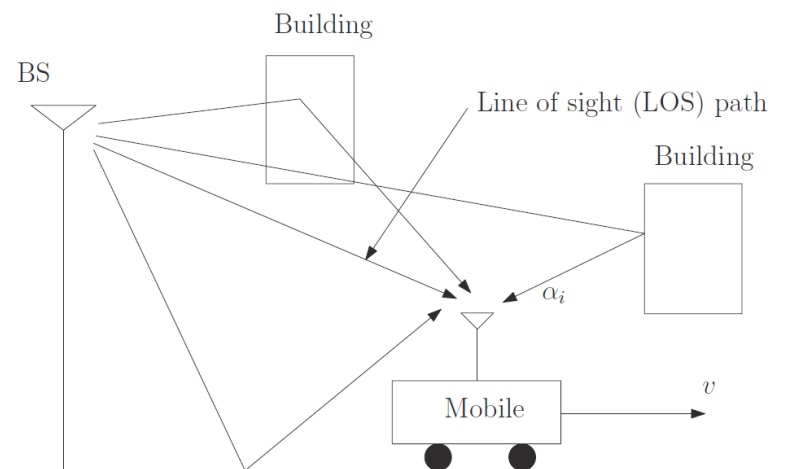 Building
BS
Line of sight (LOS) path
Building
αᵢ
v
Mobile